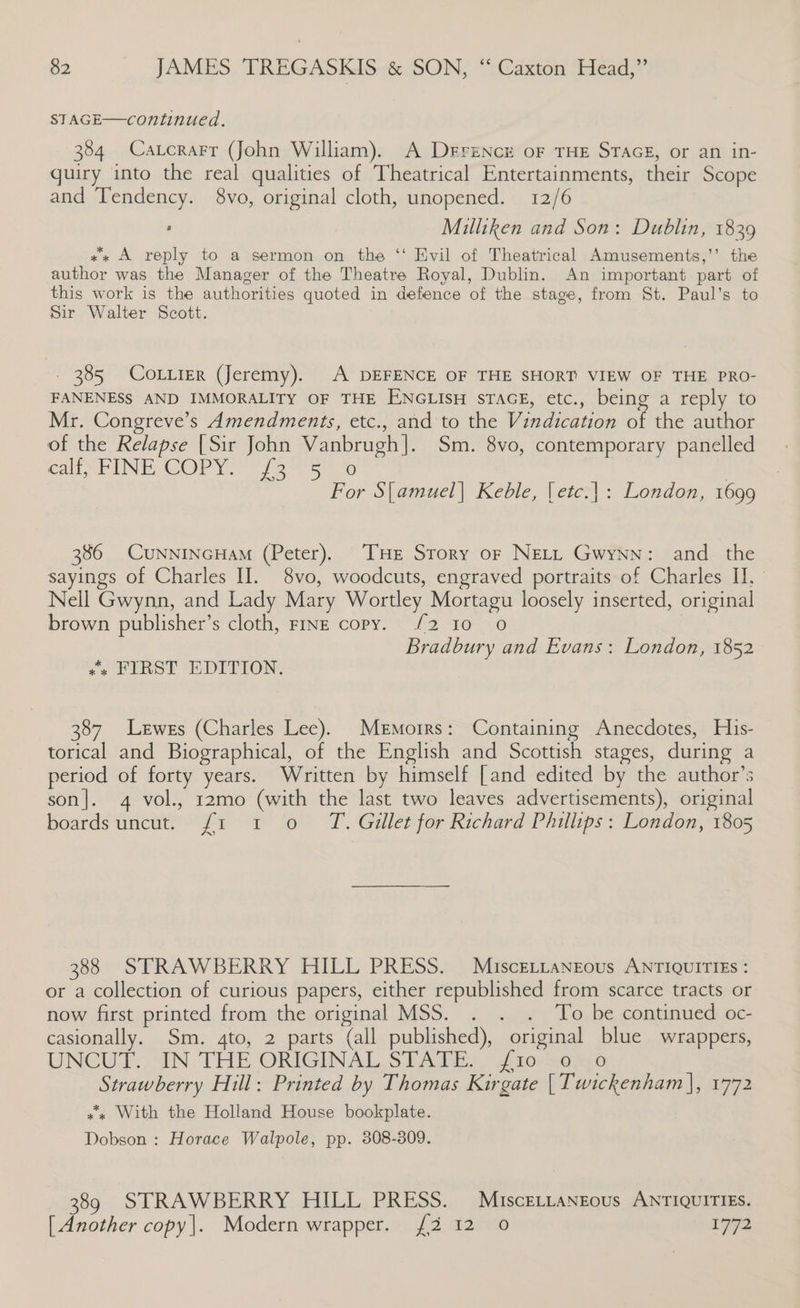 82 JAMES TREGASKIS & SON, “Caxton Head,”
STAGE—continued.
384 Calcraft (John William). A Defence of the Stage, or an in-
quiry into the real qualities of Theatrical Entertainments, their Scope
and Tendency. 8vo, original cloth, unopened. 12/6
Milliken and Son: Dublin, 1839
*** A reply to a sermon on the “Evil of Theatrical Amusements,” the
author was the Manager of the Theatre Royal, Dublin. An important part of
this work is the authorities quoted in defence of the stage, from St. Paul’s to
Sir Walter Scott.
385 Collier (Jeremy). A DEFENCE OF THE SHORT VIEW OF THE PRO-
FANENESS AND IMMORALITY OF THE ENGLISH STAGE, etc., being a reply to
Mr. Congreve’s Amendments, etc., and to the Vindication of the author
of the Relapse [Sir John Vanbrugh]. Sm. 8vo, contemporary panelled
calf, FINE COPY. £3 5 0
For S[amuel] Keble, [etc.]: London, 1699
386 Cunningham (Peter). The Story of Nell Gwynn: and the
sayings of Charles II. 8vo, woodcuts, engraved portraits of Charles II,
Nell Gwynn, and Lady Mary Wortley Mortagu loosely inserted, original
brown publisher’s cloth, FINE COPY. £2 10 0
Bradbury and Evans: London, 1852
*** FIRST EDITION.
387 Lewes (Charles Lee). Memoirs: Containing Anecdotes, His-
torical and Biographical, of the English and Scottish stages, during a
period of forty years. Written by himself [and edited by the author’s
son]. 4 vol., 12mo (with the last two leaves advertisements), original
boards uncut. £1 1 0 T. Gillet for Richard Phillips: London, 1805
388 STRAWBERRY HILL PRESS. Miscellaneous Antiquities:
or a collection of curious papers, either republished from scarce tracts or
now first printed from the original MSS. . . . To be continued oc-
casionally. Sm. 4to, 2 parts (all published), original blue wrappers,
UNCUT. IN THE ORIGINAL STATE. £10 0 0
Strawberry Hill: Printed by Thomas Kirgate [Twickenham], 1772
*** With the Holland House bookplate.
Dobson: Horace Walpole, pp. 308-309.
389 STRAWBERRY HILL PRESS. Miscellaneous Antiquities.
[Another copy]. Modern wrapper. £2 12 0 1772